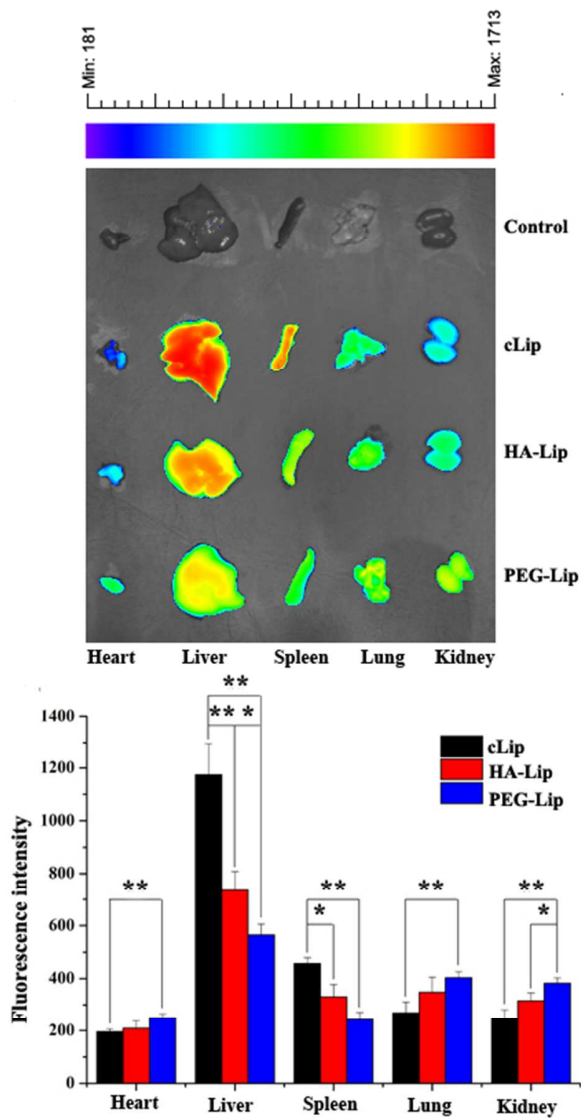 Min: 181
Max: 1713
Control
cLip
HA-Lip
PEG-Lip
Heart Liver Spleen Lung Kidney
** 
** *
1400
1200
1000
800
600
400
200
0
Fluorescence intensity
cLip
HA-Lip
PEG-Lip
**
**
*
**
**
*
Heart Liver Spleen Lung Kidney